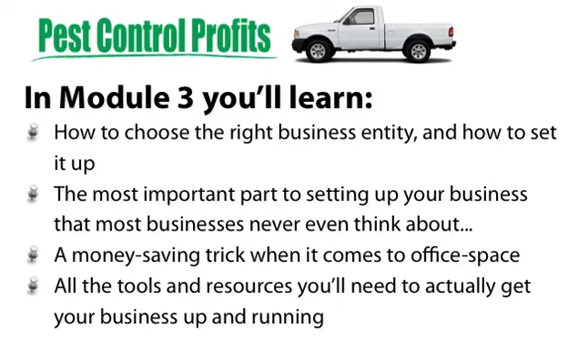 Pest Control Profits
In Module 3 you'll learn:
How to choose the right business entity, and how to set
it up
The most important part to setting up your business
that most businesses never even think about...
A money-saving trick when it comes to office-space
All the tools and resources you'll need to actually get
your business up and running